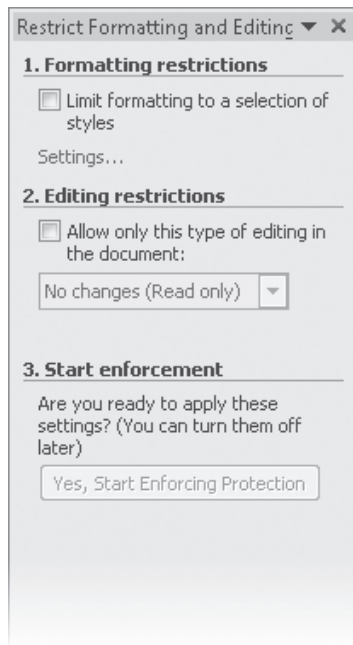 Restrict Formatting and Editing
1. Formatting restrictions
Limit formatting to a selection of
styles
Settings...
2. Editing restrictions
Allow only this type of editing in
the document:
No changes (Read only)
3. Start enforcement
Are you ready to apply these
settings? (You can turn them off
later)
Yes, Start Enforcing Protection